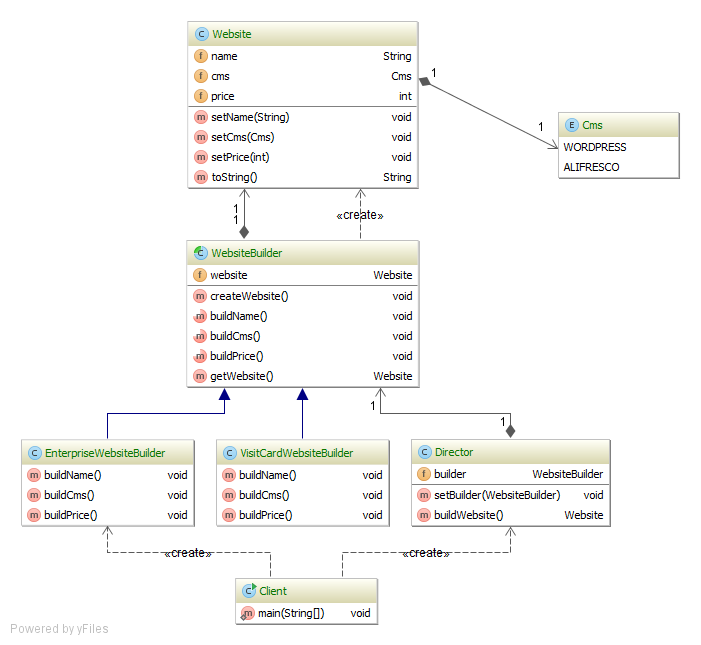 C Website
f name String
f cms Cms
f price int
m setName(String) void
m setCms(Cms) void
m setPrice(int) void
m toString() String
1
1
E Cms
WORDPRESS
ALIFRESCO
1
1
«create»
C WebsiteBuilder
f website Website
m createWebsite() void
m buildName() void
m buildCms() void
m buildPrice() void
m getWebsite() Website
1
1
C EnterpriseWebsiteBuilder
m buildName() void
m buildCms() void
m buildPrice() void
C VisitCardWebsiteBuilder
m buildName() void
m buildCms() void
m buildPrice() void
C Director
f builder WebsiteBuilder
m setBuilder(WebsiteBuilder) void
m buildWebsite() Website
«create»
«create»
C Client
m main(String[]) void
Powered by yFiles